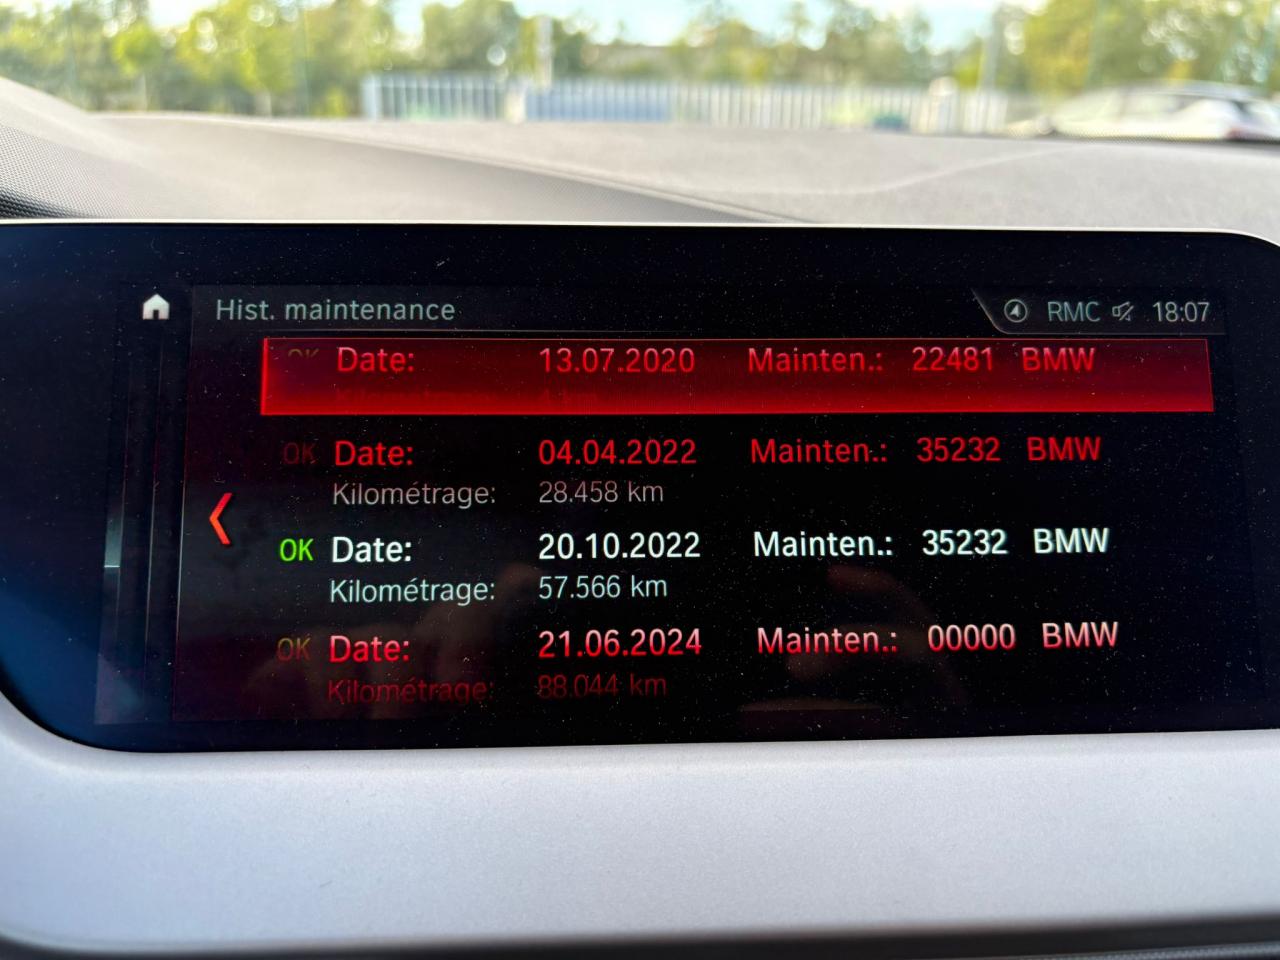 Hist. maintenance
RMC 18:07
OK Date: 13.07.2020 Mainten.: 22481 BMW
OK Date: 04.04.2022 Mainten.: 35232 BMW
Kilométrage: 28.458 km
OK Date: 20.10.2022 Mainten.: 35232 BMW
Kilométrage: 57.566 km
OK Date: 21.06.2024 Mainten.: 00000 BMW
Kilométrage: 88.044 km